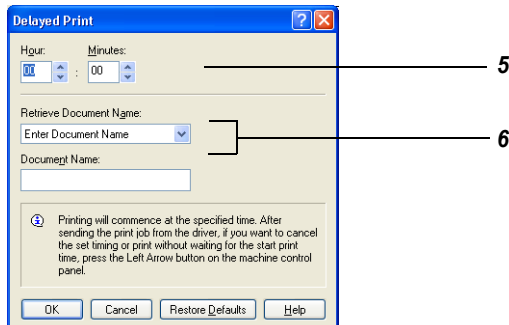 Delayed Print
Hour: Minutes:
00 : 00
5
Retrieve Document Name:
Enter Document Name
6
Document Name:
Printing will commence at the specified time. After
sending the print job from the driver, if you want to cancel
the set timing or print without waiting for the start print
time, press the Left Arrow button on the machine control
panel.
OK Cancel Restore Defaults Help